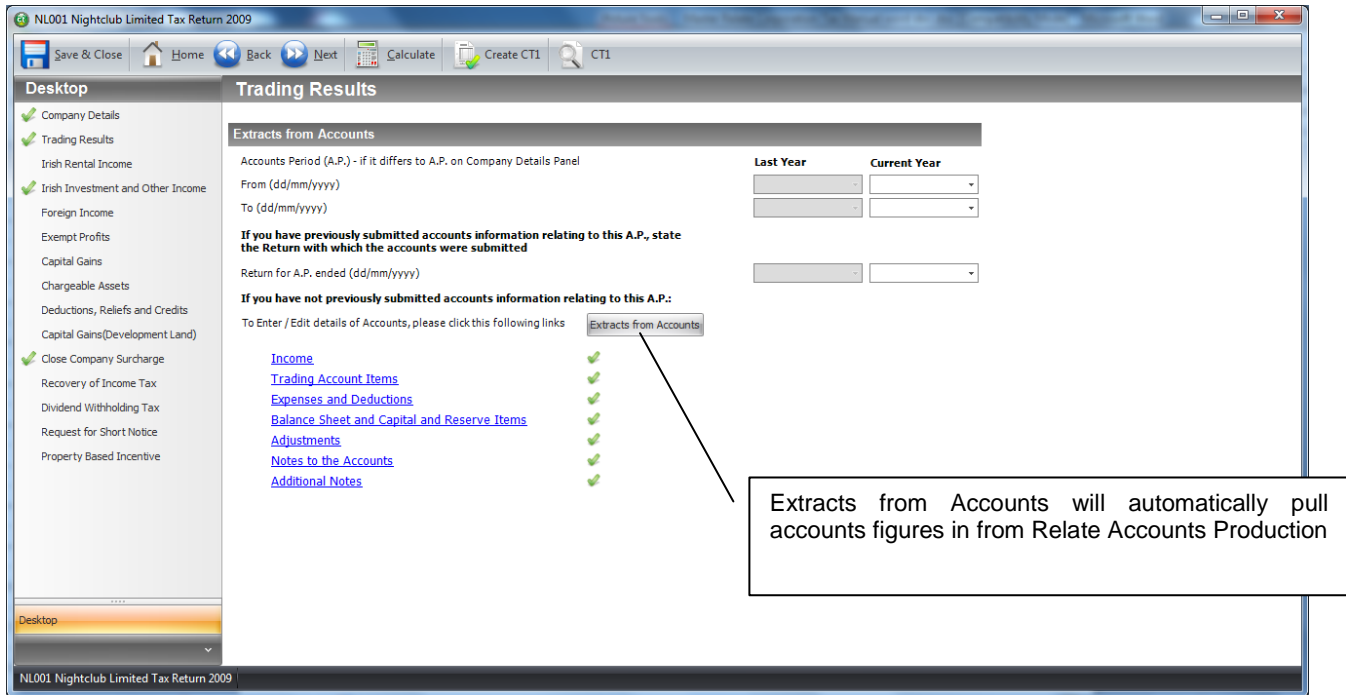 NL001 Nightclub Limited Tax Return 2009
Save & Close Home Back Next Calculate Create CT1 CT1
Desktop
Company Details
Trading Results
Irish Rental Income
Irish Investment and Other Income
Foreign Income
Exempt Profits
Capital Gains
Chargeable Assets
Deductions, Reliefs and Credits
Capital Gains(Development Land)
Close Company Surcharge
Recovery of Income Tax
Dividend Withholding Tax
Request for Short Notice
Property Based Incentive
Desktop
Trading Results
Extracts from Accounts
Accounts Period (A.P.) - if it differs to A.P. on Company Details Panel Last Year Current Year
From (dd/mm/yyyy)
To (dd/mm/yyyy)
If you have previously submitted accounts information relating to this A.P., state
the Return with which the accounts were submitted
Return for A.P. ended (dd/mm/yyyy)
If you have not previously submitted accounts information relating to this A.P.:
To Enter / Edit details of Accounts, please click this following links Extracts from Accounts
Income
Trading Account Items
Expenses and Deductions
Balance Sheet and Capital and Reserve Items
Adjustments
Notes to the Accounts
Additional Notes
Extracts from Accounts will automatically pull
accounts figures in from Relate Accounts Production
NL001 Nightclub Limited Tax Return 2009